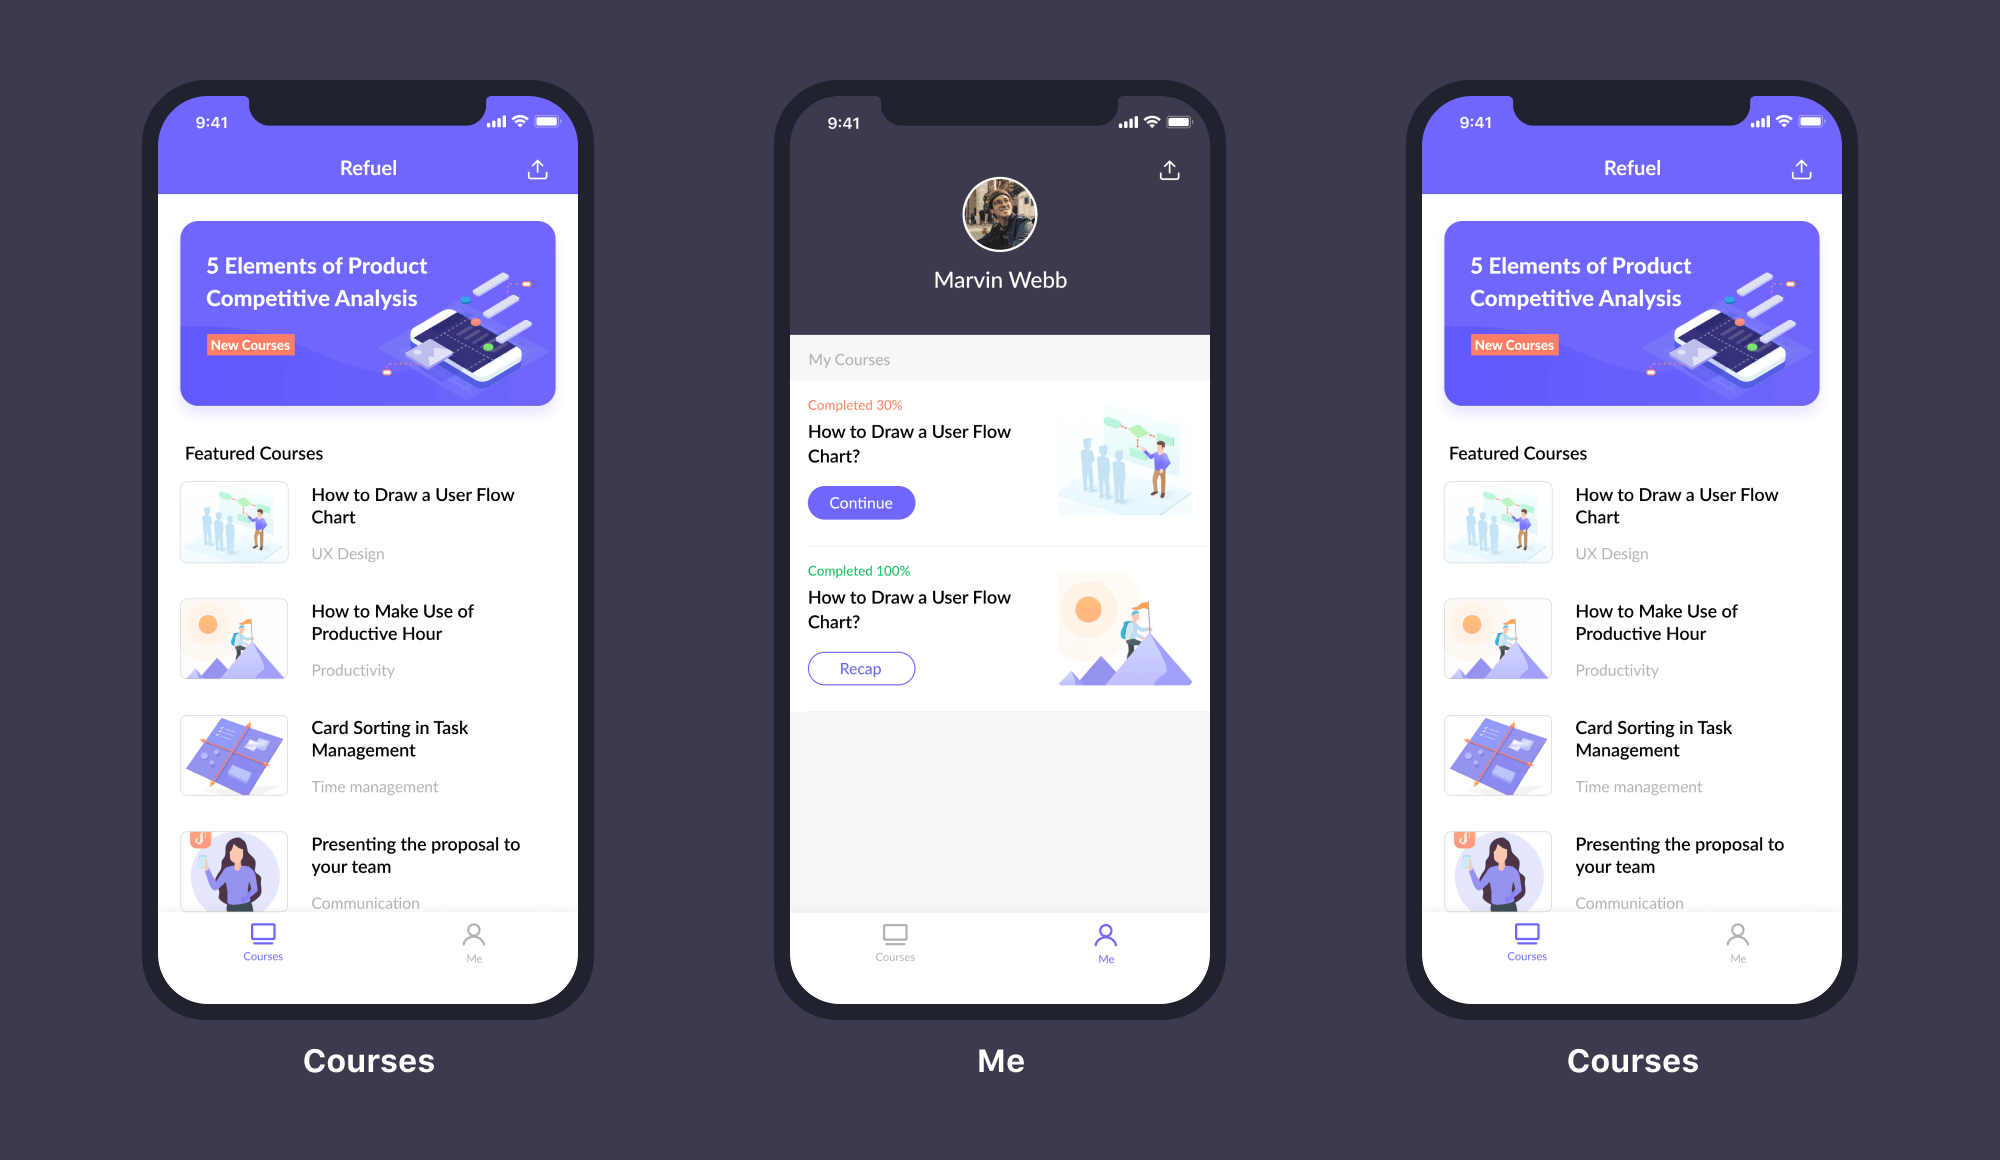 9:41
Refuel
5 Elements of Product
Competitive Analysis
New Courses
Featured Courses
How to Draw a User Flow
Chart
UX Design
How to Make Use of
Productive Hour
Productivity
Card Sorting in Task
Management
Time management
Presenting the proposal to
your team
Communication
Courses
Me
Courses
9:41
Marvin Webb
My Courses
Completed 30%
How to Draw a User Flow
Chart?
Continue
Completed 100%
How to Draw a User Flow
Chart?
Recap
Courses
Me
Me
9:41
Refuel
5 Elements of Product
Competitive Analysis
New Courses
Featured Courses
How to Draw a User Flow
Chart
UX Design
How to Make Use of
Productive Hour
Productivity
Card Sorting in Task
Management
Time management
Presenting the proposal to
your team
Communication
Courses
Me
Courses